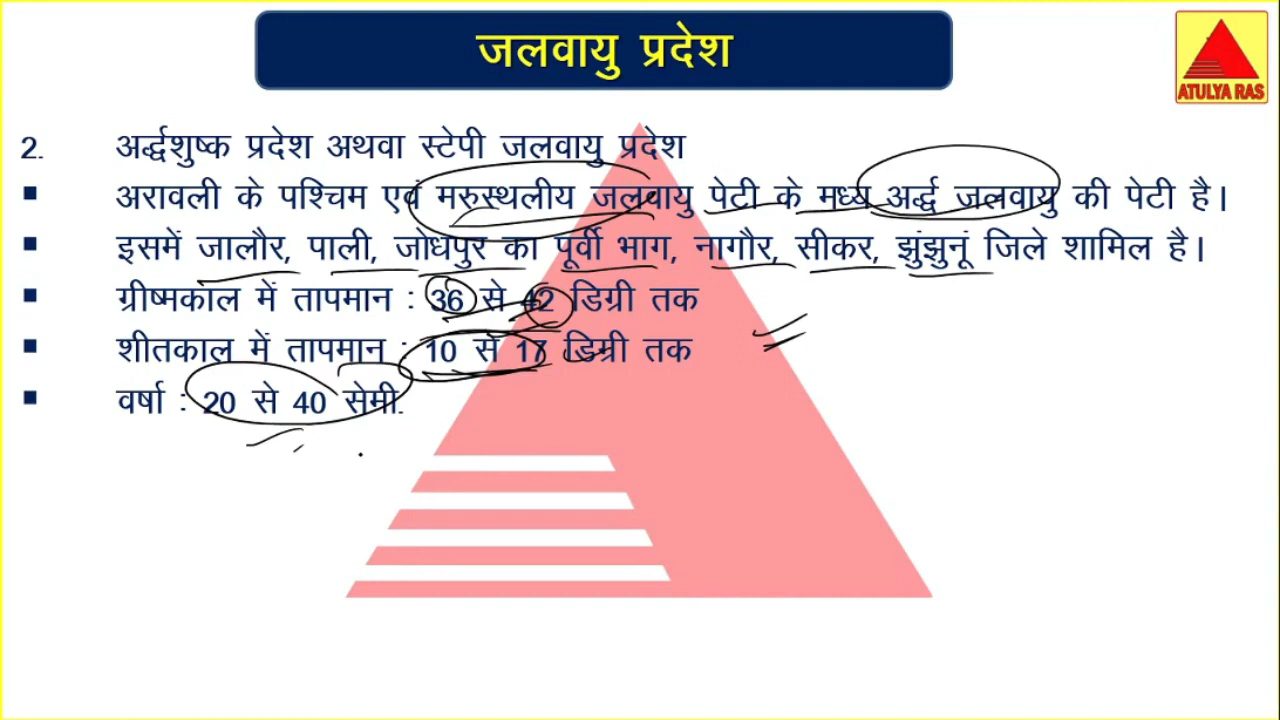 जलवायु प्रदेश
ATULYA RAS
2. अर्द्धशुष्क प्रदेश अथवा स्टेपी जलवायु प्रदेश
▪ अरावली के पश्चिम एवं मरुस्थलीय जलवायु पेटी के मध्य अर्द्ध जलवायु की पेटी है।
▪ इसमें जालौर, पाली, जोधपुर का पूर्वी भाग, नागौर, सीकर, झुंझुनूं जिले शामिल है।
▪ ग्रीष्मकाल में तापमान : 36 से 42 डिग्री तक
▪ शीतकाल में तापमान : 10 से 17 डिग्री तक
▪ वर्षा : 20 से 40 सेमी.